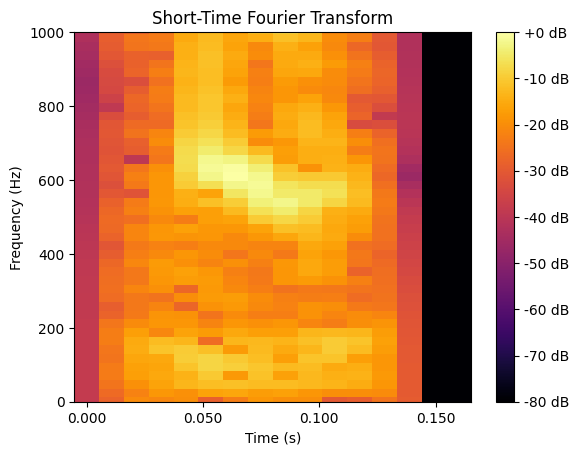 Short-Time Fourier Transform
1000
800
600
400
200
0
Frequency (Hz)
0.000
0.050
0.100
0.150
Time (s)
+0 dB
-10 dB
-20 dB
-30 dB
-40 dB
-50 dB
-60 dB
-70 dB
-80 dB